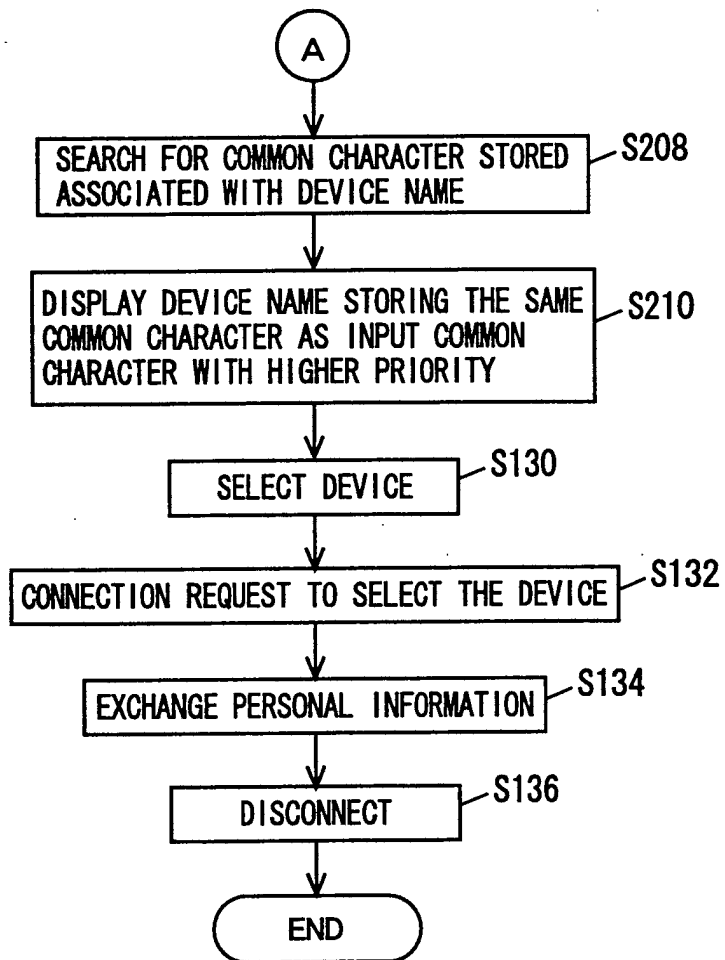 A
SEARCH FOR COMMON CHARACTER STORED
ASSOCIATED WITH DEVICE NAME
S208
DISPLAY DEVICE NAME STORING THE SAME
COMMON CHARACTER AS INPUT COMMON
CHARACTER WITH HIGHER PRIORITY
S210
SELECT DEVICE
S130
CONNECTION REQUEST TO SELECT THE DEVICE
S132
EXCHANGE PERSONAL INFORMATION
S134
DISCONNECT
S136
END